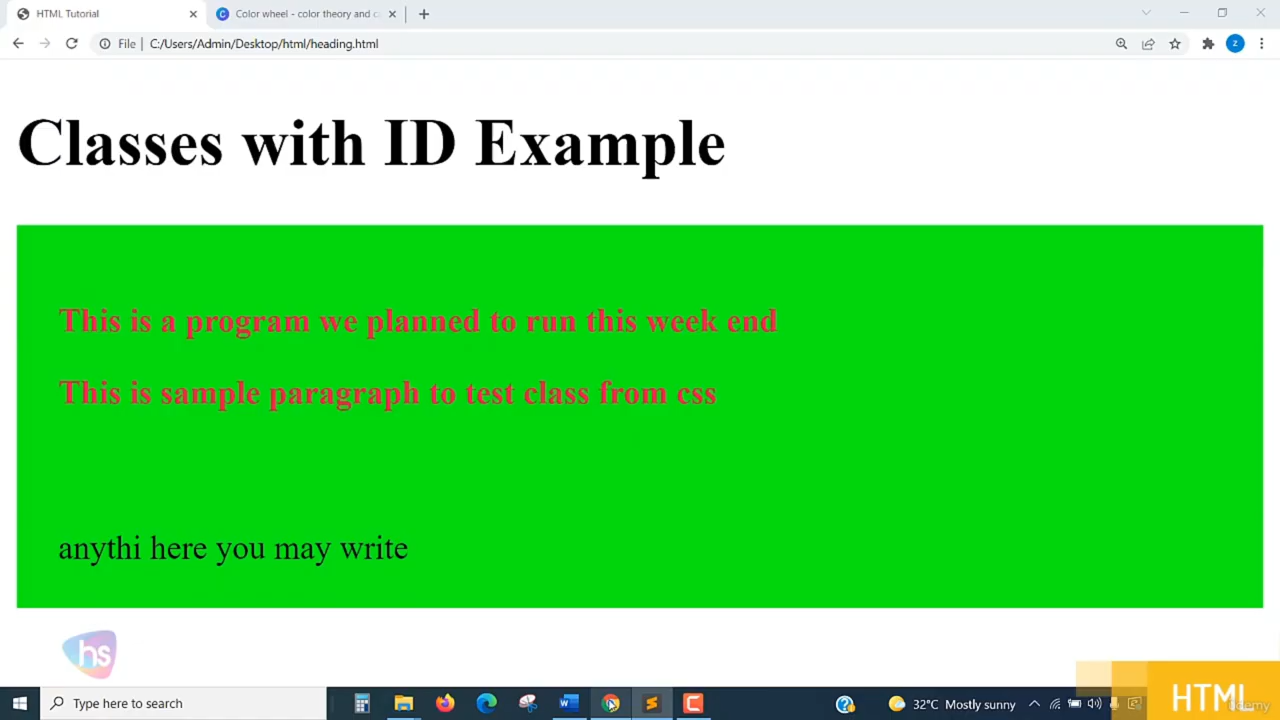 HTML Tutorial
Color wheel - color theory and c
File C:/Users/Admin/Desktop/html/heading.html
Z
Classes with ID Example
This is a program we planned to run this week end
This is sample paragraph to test class from css
anythi here you may write
hs
Type here to search
32°C Mostly sunny
HTML
Udemy